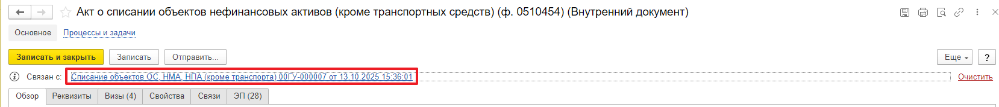 Акт о списании объектов нефинансовых активов (кроме транспортных средств) (ф. 0510454) (Внутренний документ)
Основное Процессы и задачи
Записать и закрыть Записать Отправить... Еще ?
Связан с: Списание объектов ОС, НМА, НПА (кроме транспорта) 00ГУ-000007 от 13.10.2025 15:36:01 Очистить
Обзор Реквизиты Визы (4) Свойства Связи ЭП (28)